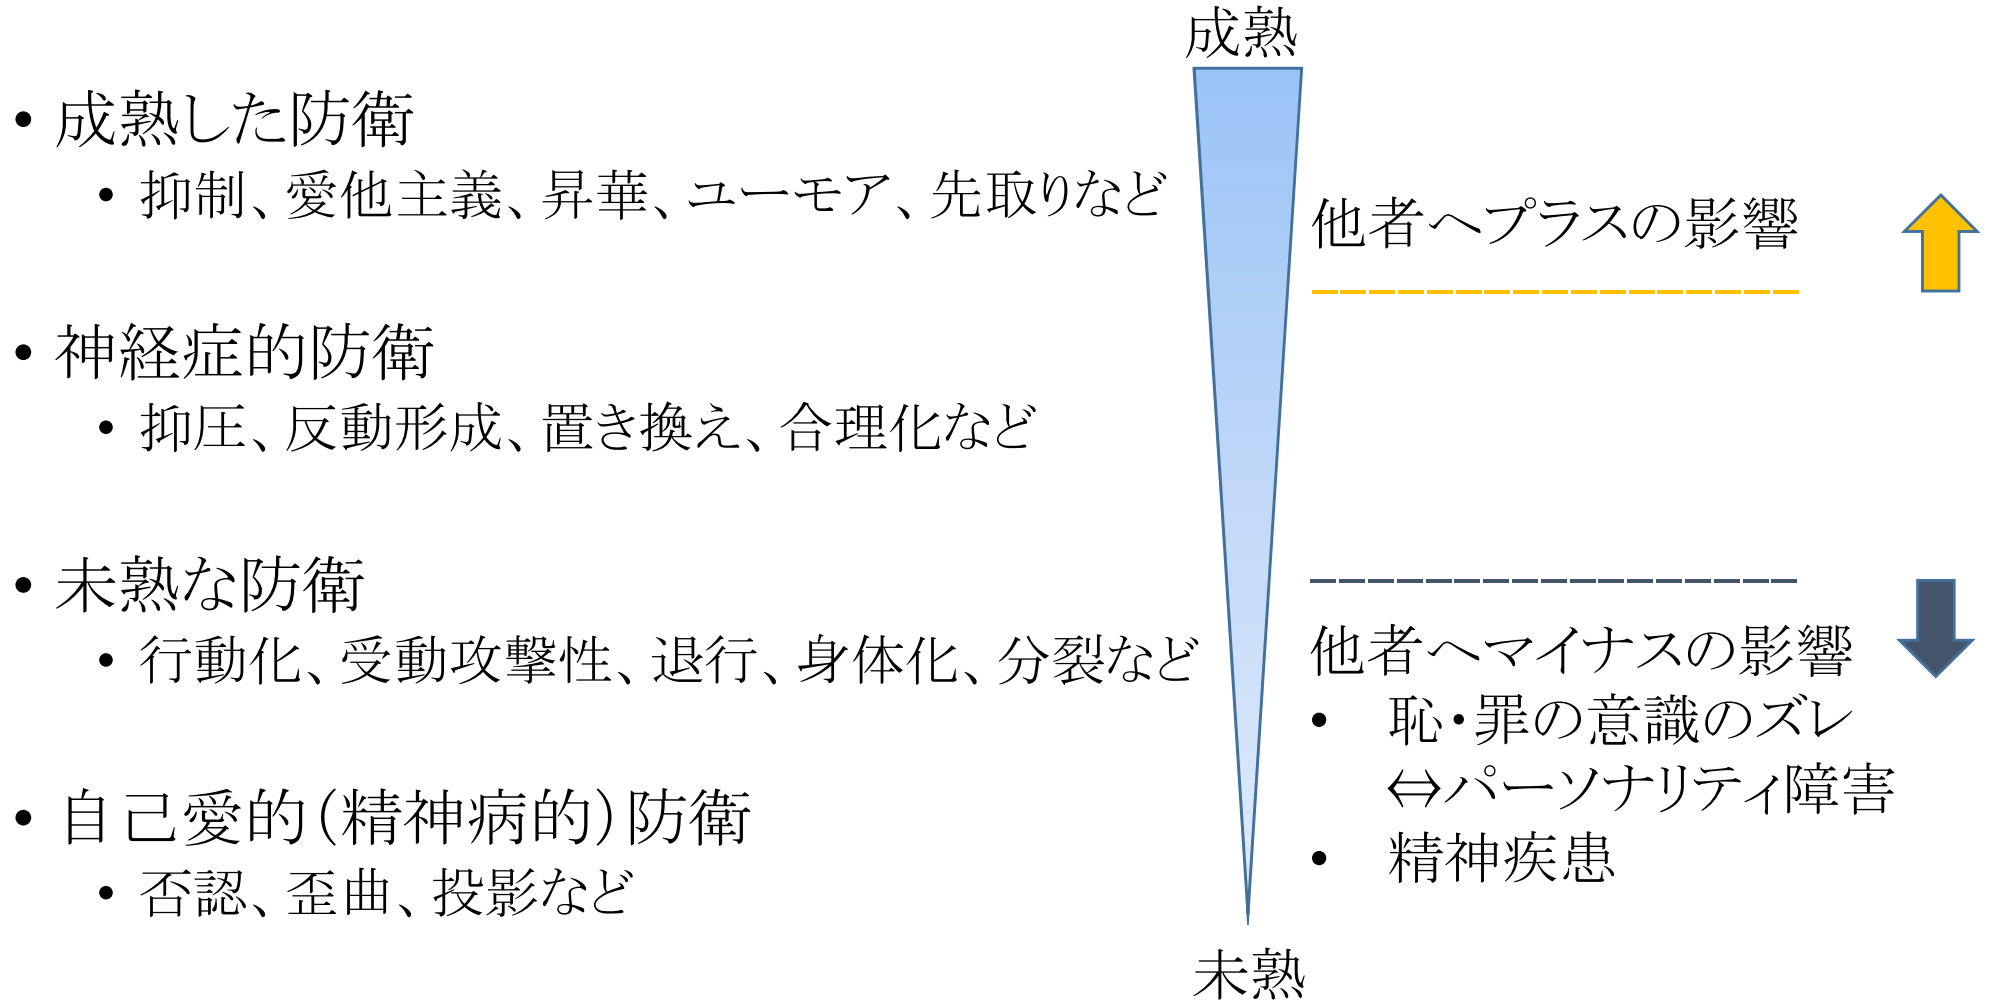 成熟
• 成熟した防衛
• 抑制、愛他主義、昇華、ユーモア、先取りなど
他者へプラスの影響
• 神経症的防衛
• 抑圧、反動形成、置き換え、合理化など
• 未熟な防衛
• 行動化、受動攻撃性、退行、身体化、分裂など
他者へマイナスの影響
• 恥・罪の意識のズレ
⇔パーソナリティ障害
• 精神疾患
• 自己愛的(精神病的)防衛
• 否認、歪曲、投影など
未熟